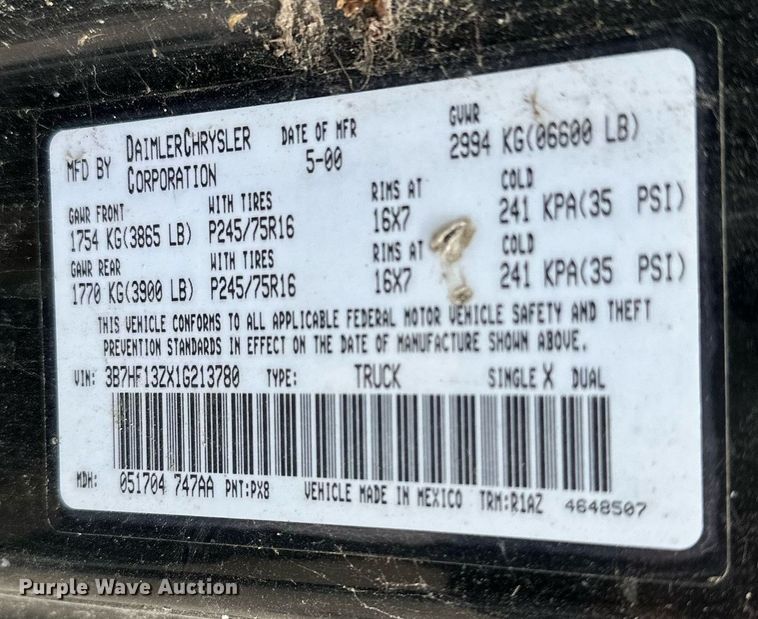 MFD BY DAIMLERCHRYSLER CORPORATION DATE OF MFR 5-00 GVWR 2994 KG(06600 LB)
GAWR FRONT WITH TIRES RIMS AT COLD
1754 KG(3865 LB) P245/75R16 16X7 241 KPA(35 PSI)
GAWR REAR WITH TIRES RIMS AT COLD
1770 KG(3900 LB) P245/75R16 16X7 241 KPA(35 PSI)
THIS VEHICLE CONFORMS TO ALL APPLICABLE FEDERAL MOTOR VEHICLE SAFETY AND THEFT
PREVENTION STANDARDS IN EFFECT ON THE DATE OF MANUFACTURE SHOWN ABOVE.
VIN: 3B7HF13ZX1G213780 TYPE: TRUCK SINGLE X DUAL
MDH: 051704 747AA PNT:PX8 VEHICLE MADE IN MEXICO TRM:R1AZ 4648507
Purple Wave Auction